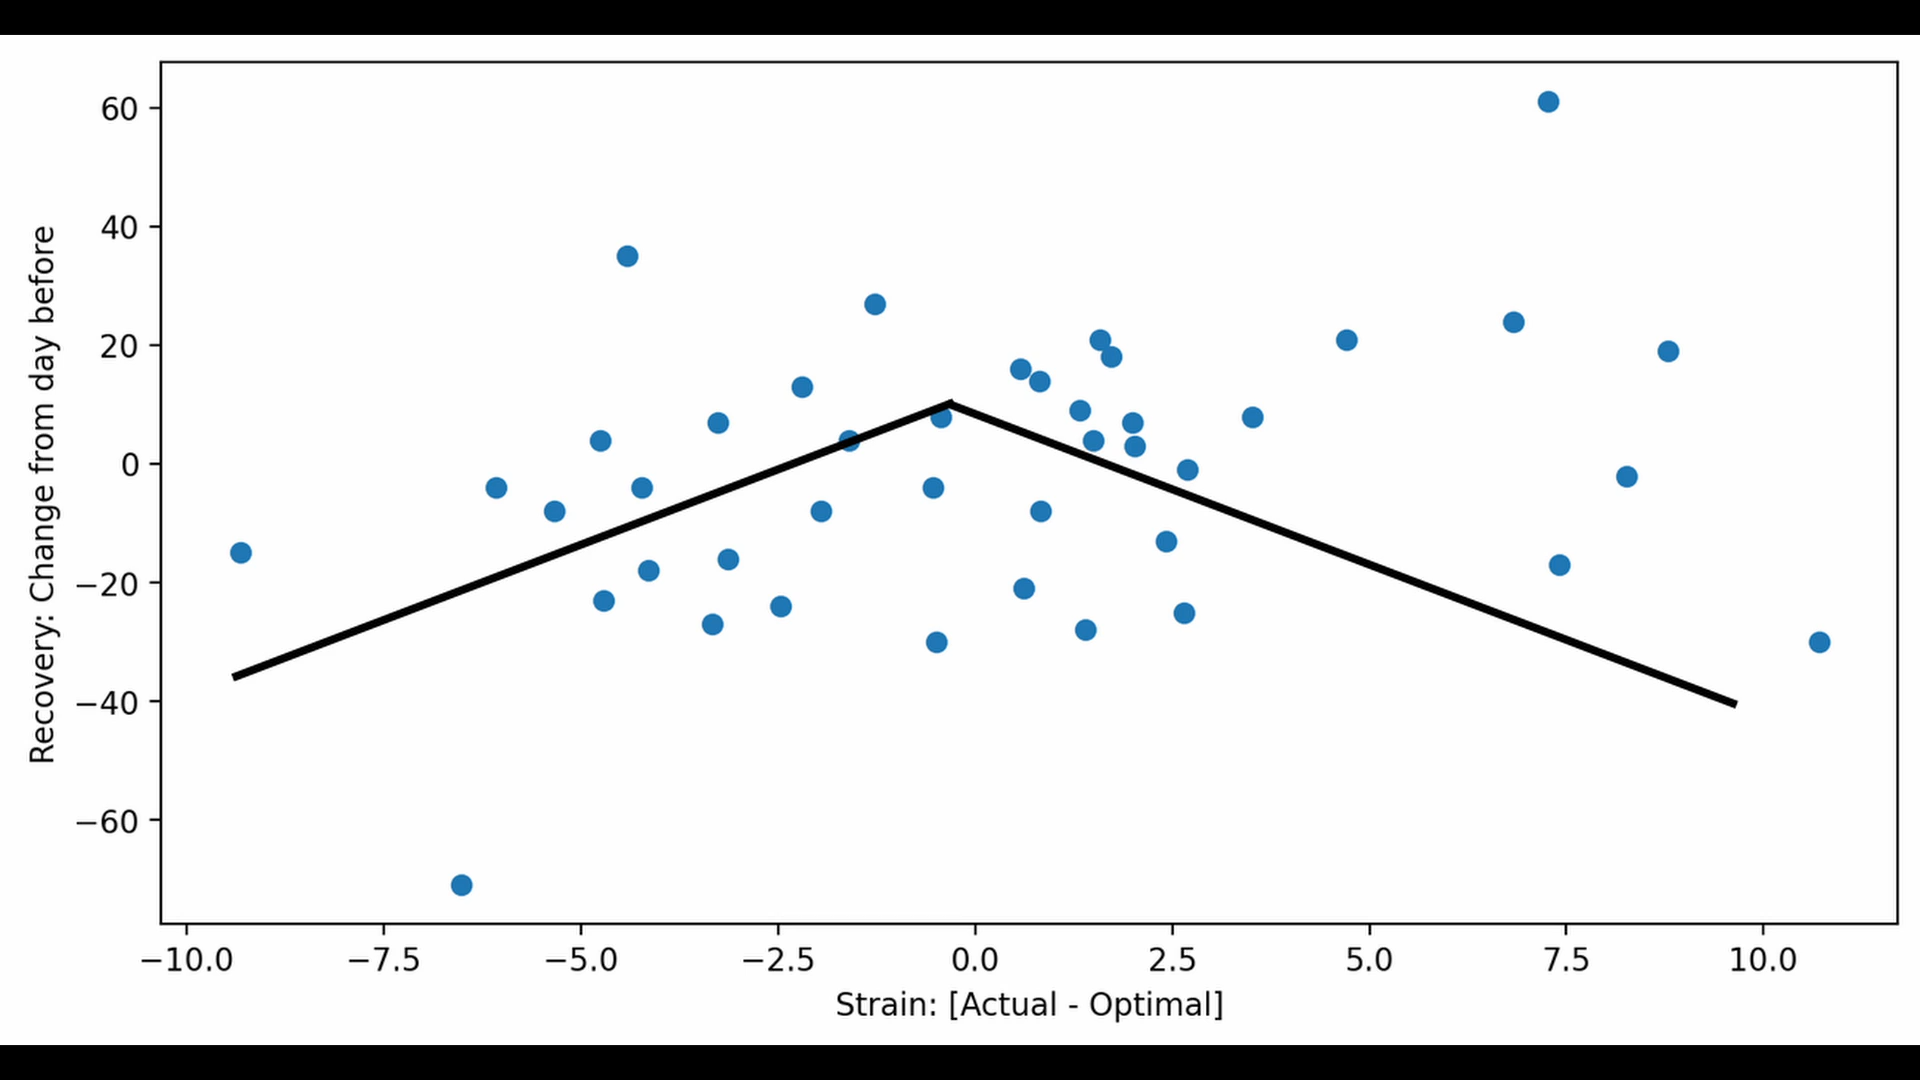 60
40
20
0
−20
−40
−60
Recovery: Change from day before
−10.0 −7.5 −5.0 −2.5 0.0 2.5 5.0 7.5 10.0
Strain: [Actual - Optimal]